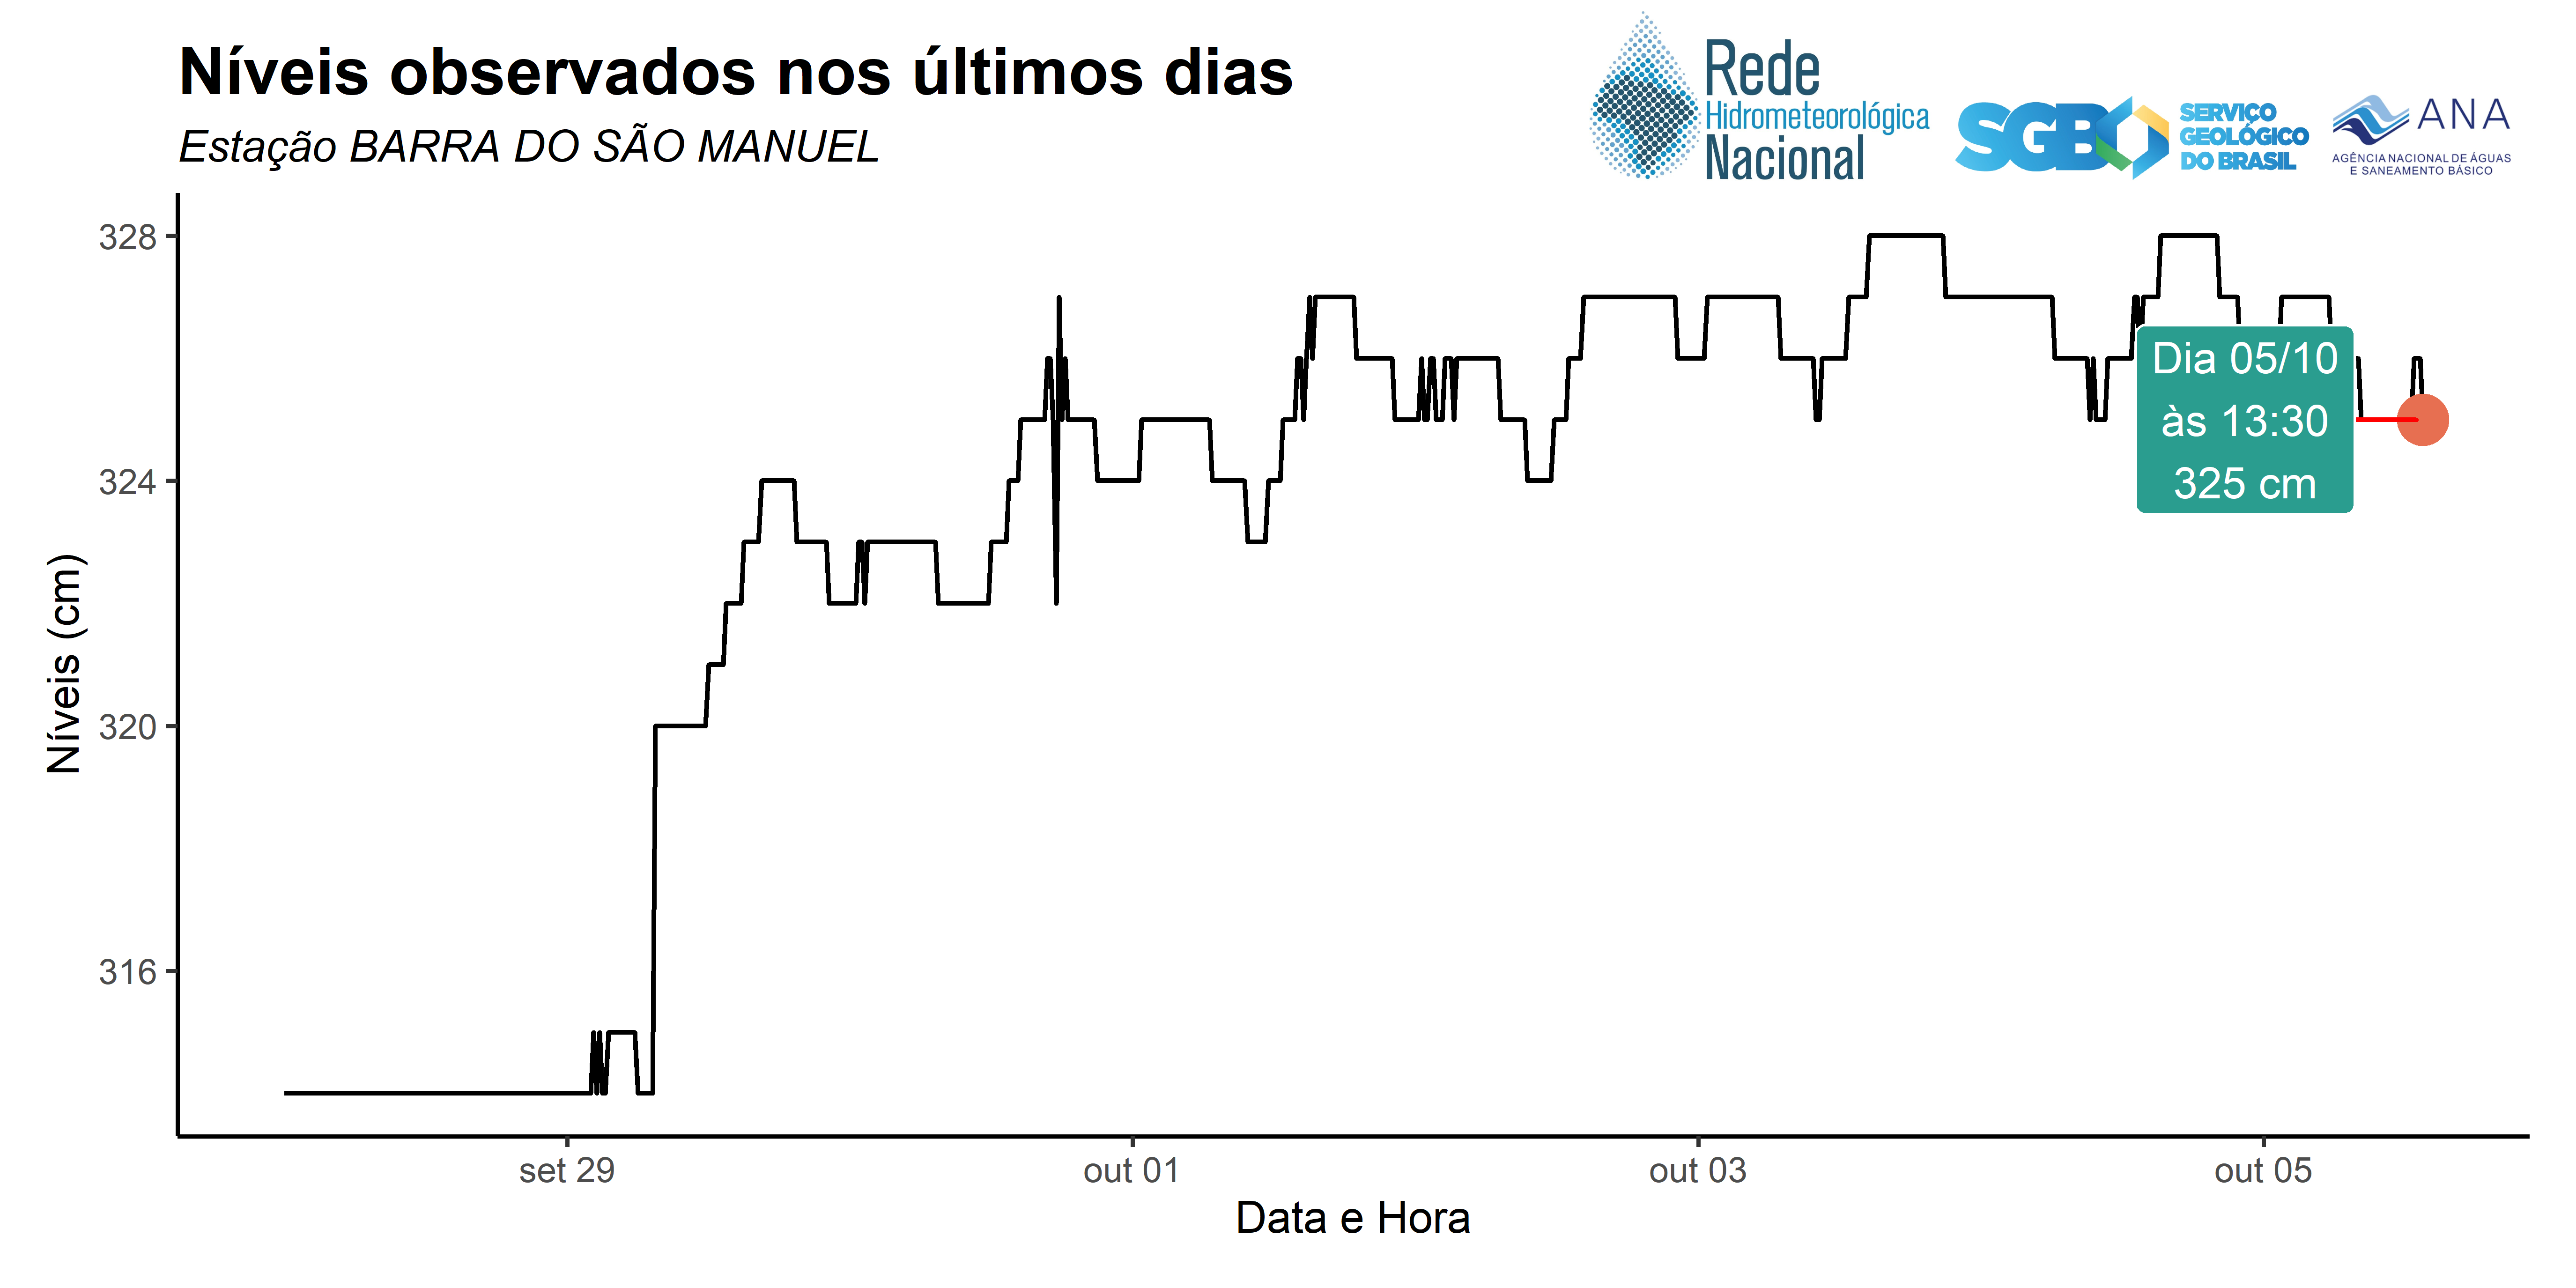 Níveis observados nos últimos dias
Estação BARRA DO SÃO MANUEL
Rede
Hidrometeorológica
Nacional
SGB
SERVIÇO
GEOLÓGICO
DO BRASIL
ANA
AGÊNCIA NACIONAL DE ÁGUAS
E SANEAMENTO BÁSICO
Níveis (cm)
328
324
320
316
Dia 05/10
às 13:30
325 cm
set 29
out 01
out 03
out 05
Data e Hora